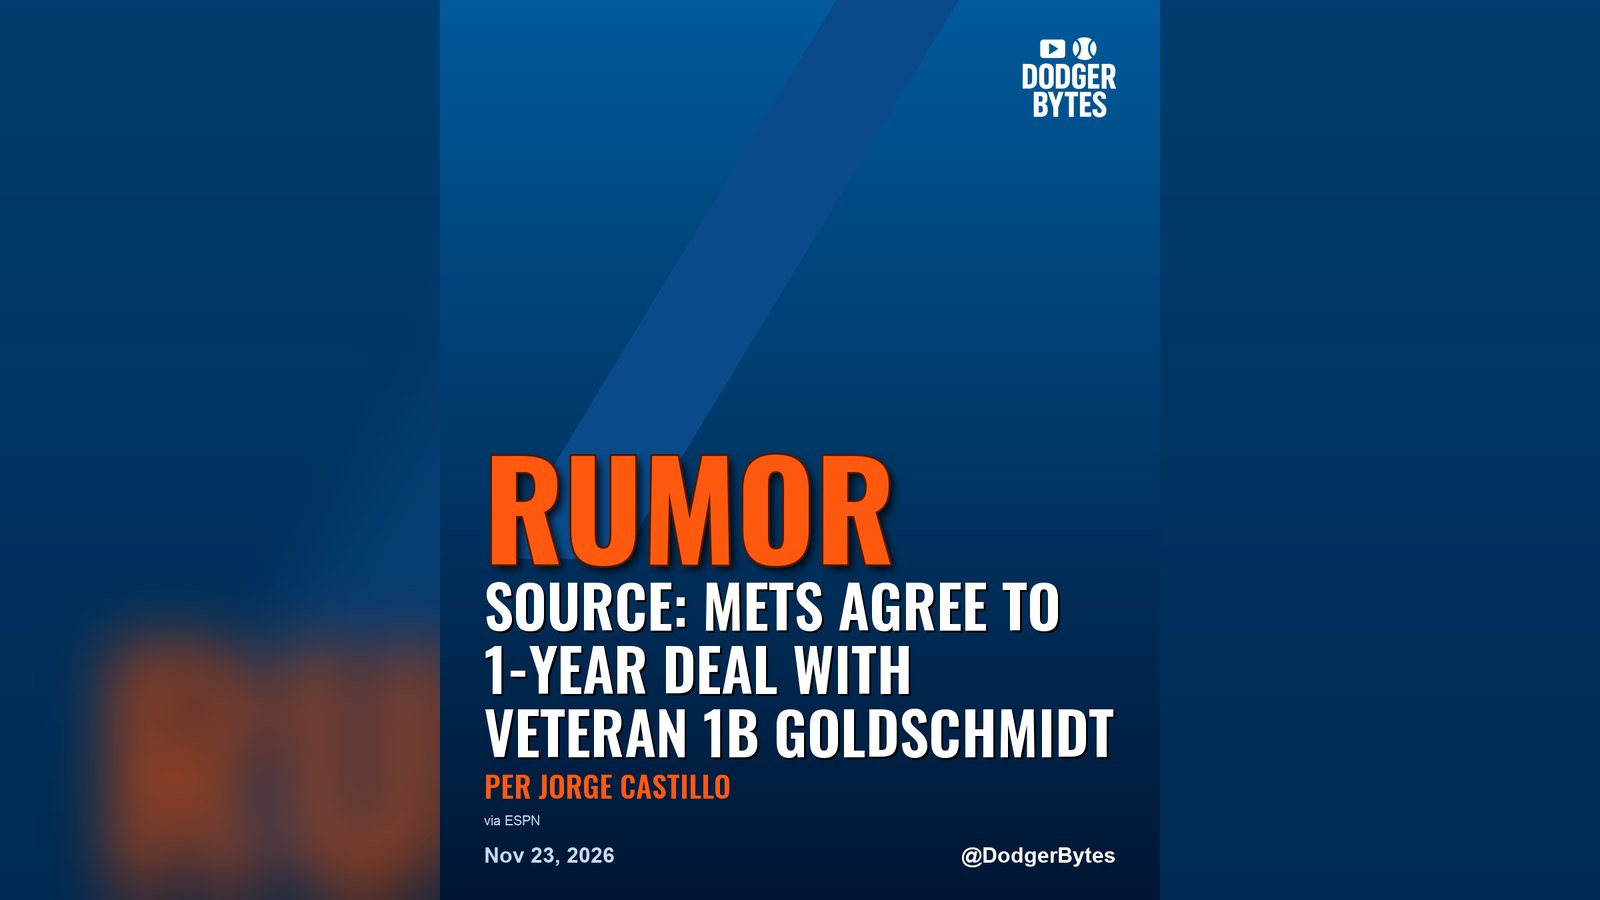 DODGER
BYTES
RUMOR
SOURCE: METS AGREE TO
1-YEAR DEAL WITH
VETERAN 1B GOLDSCHMIDT
PER JORGE CASTILLO
via ESPN
Nov 23, 2026
@DodgerBytes